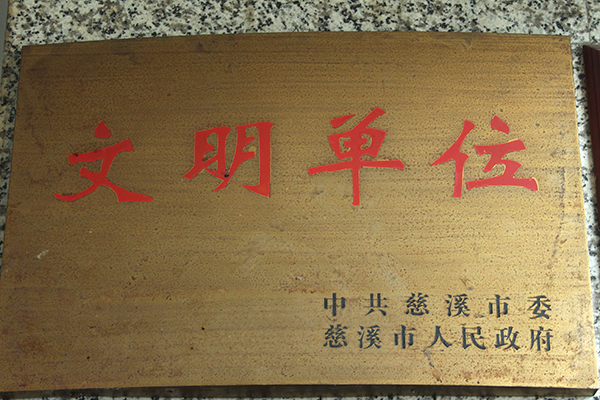 文明单位
中共慈溪市委
慈溪市人民政府